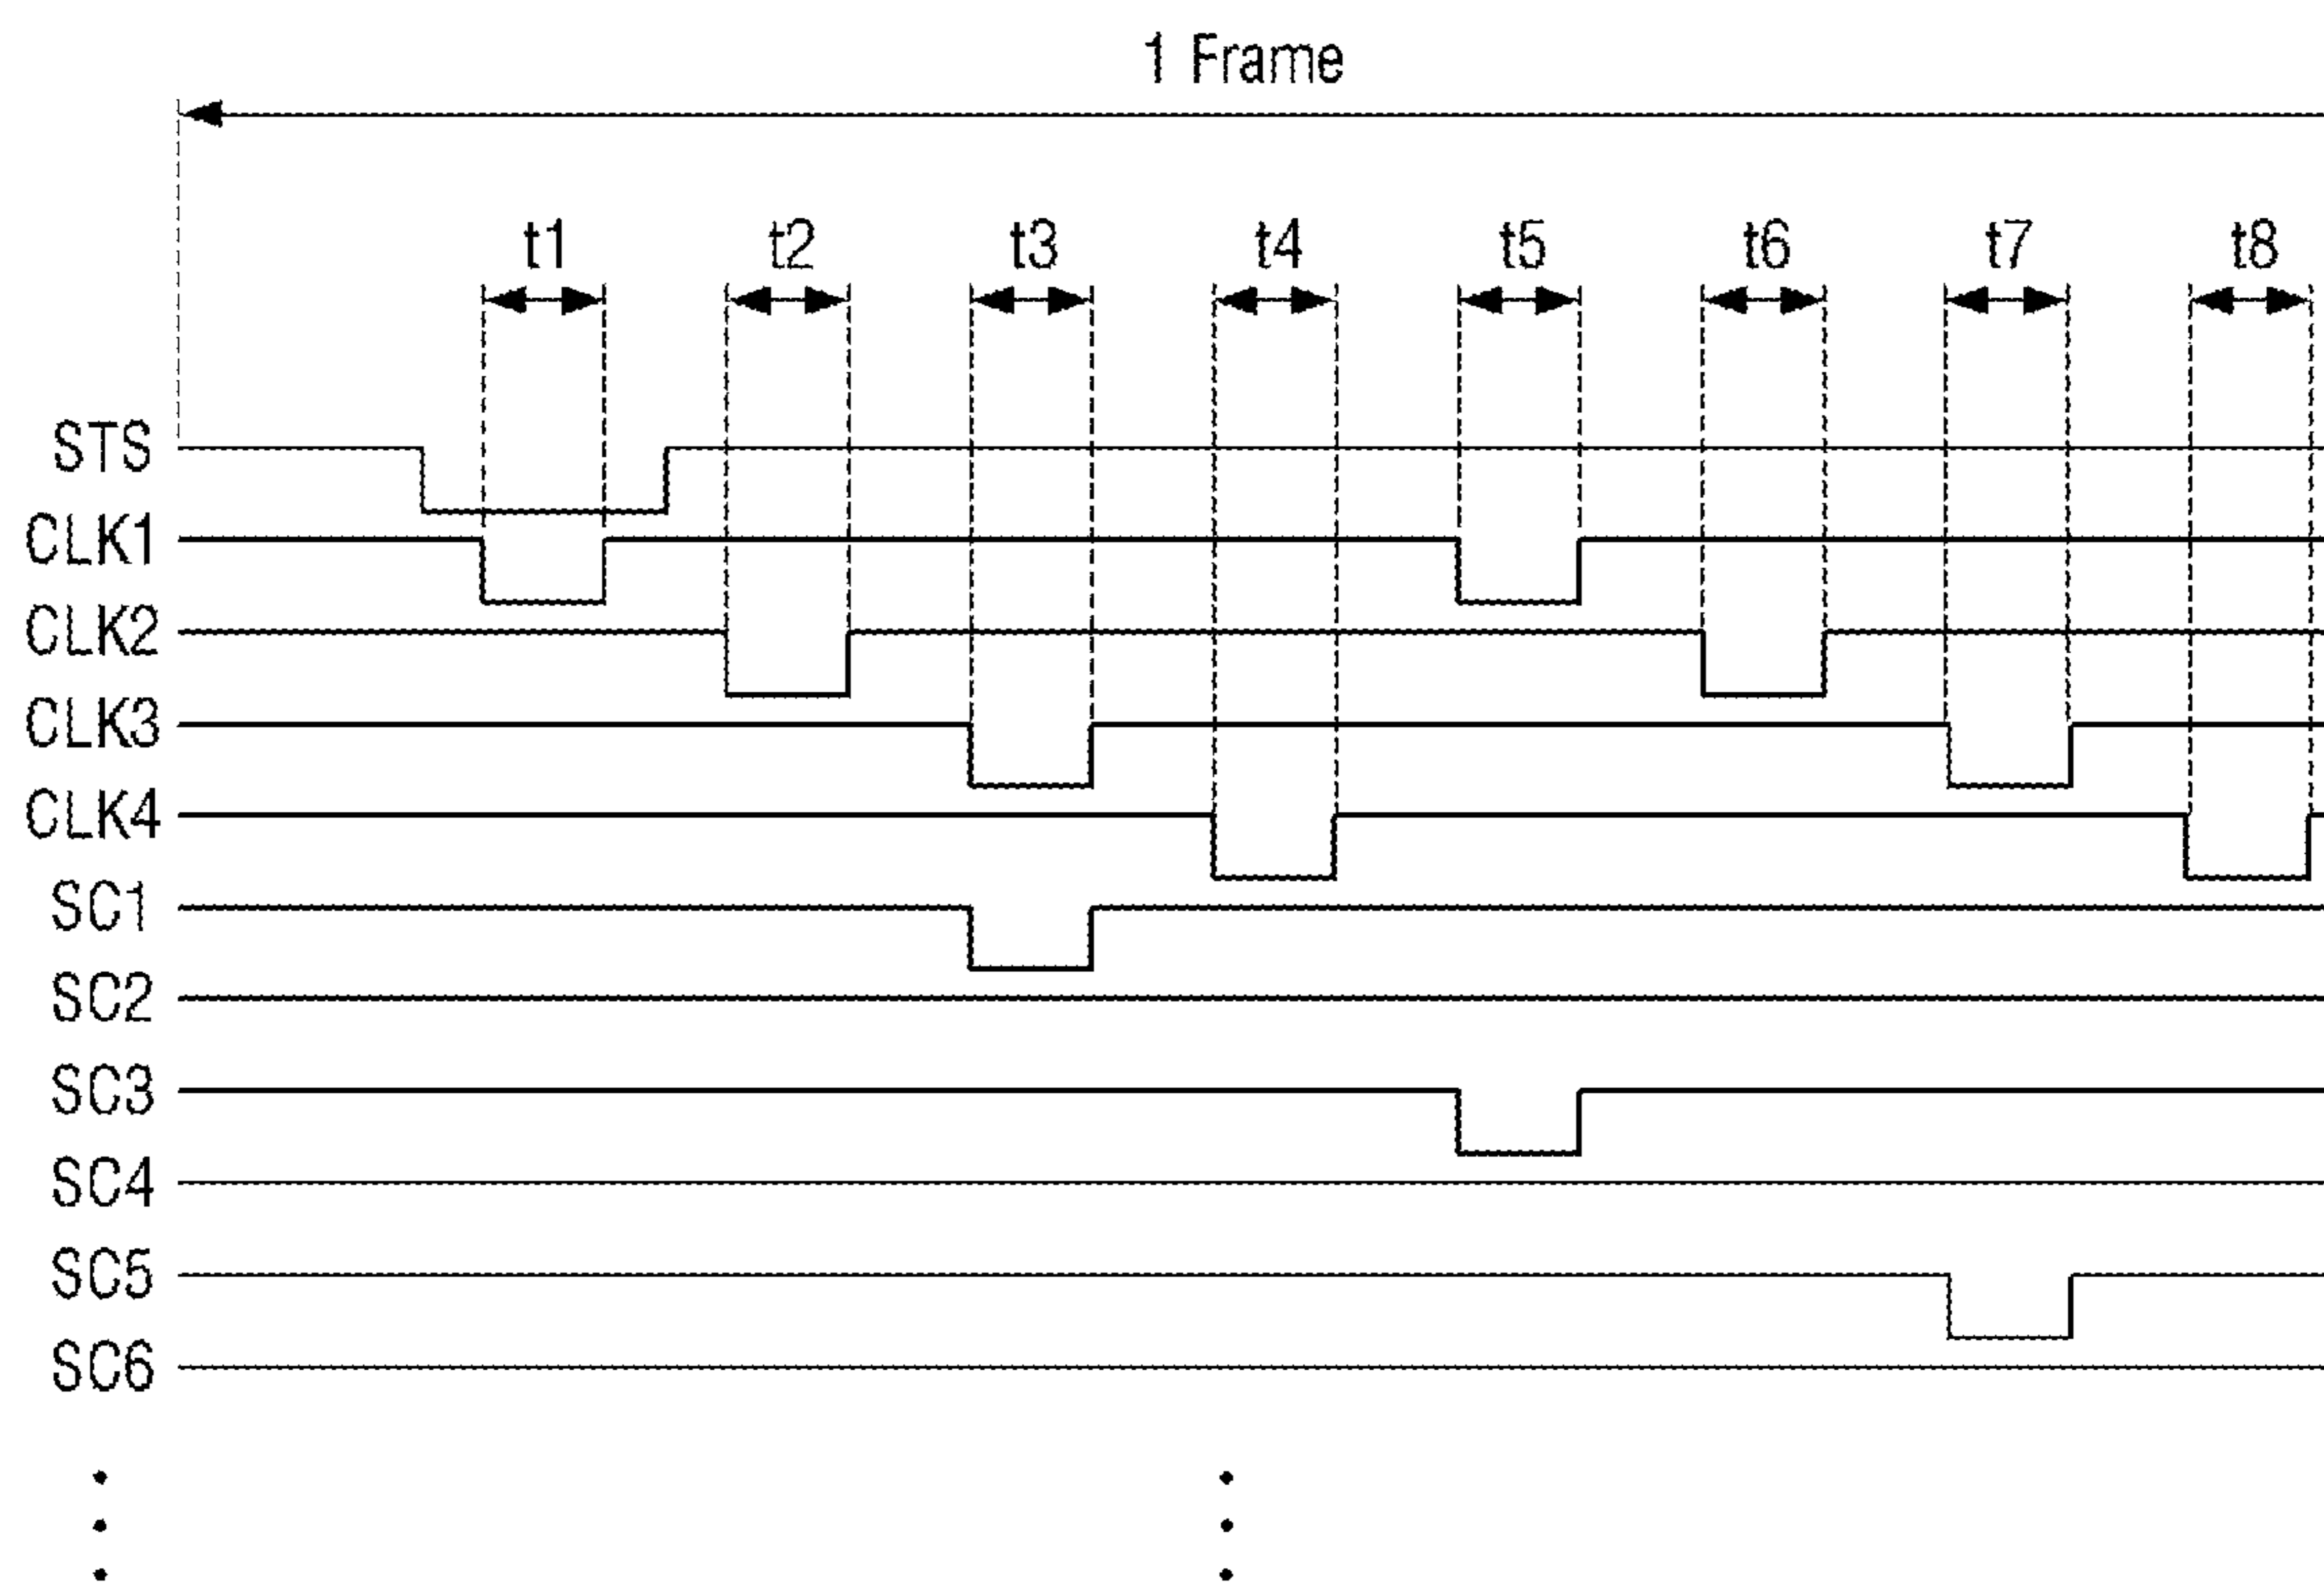 1 Frame
t1 t2 t3 t4 t5 t6 t7 t8
STS
CLK1
CLK2
CLK3
CLK4
SC1
SC2
SC3
SC4
SC5
SC6